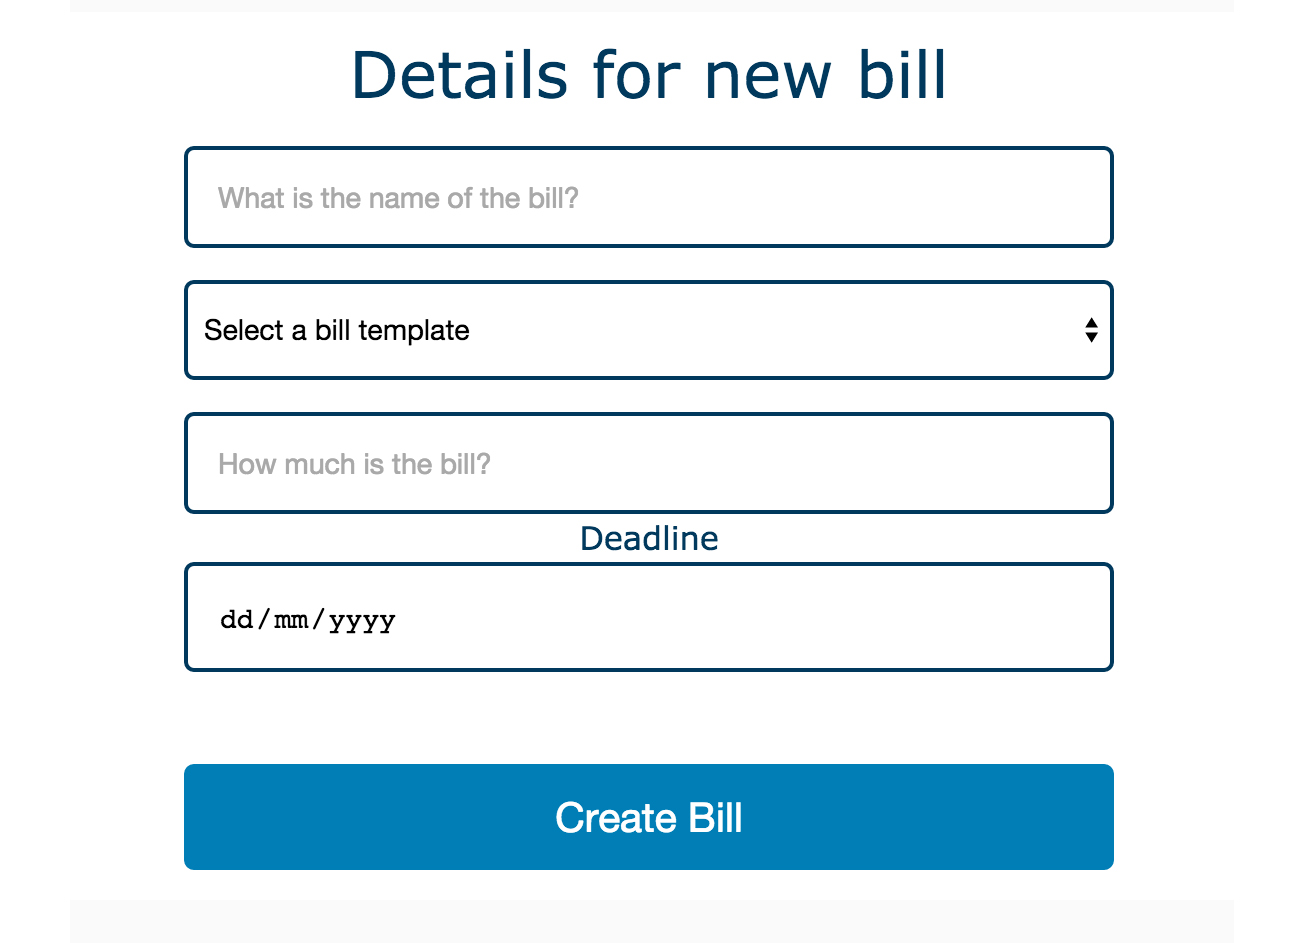 Details for new bill
What is the name of the bill?
Select a bill template
How much is the bill?
Deadline
dd/mm/yyyy
Create Bill